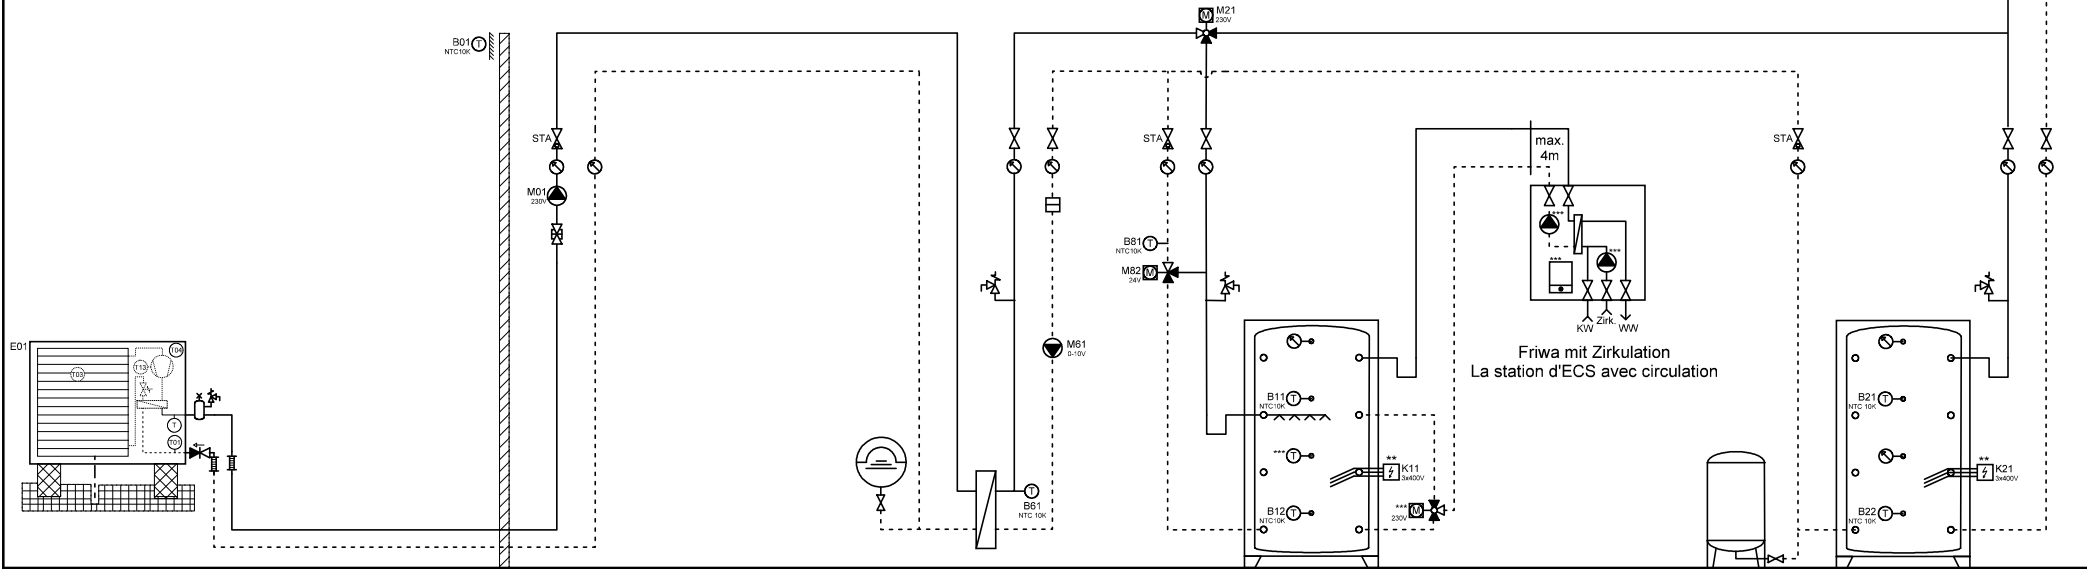 M21
230V
B01
T
NTC10K
STA
STA
STA
max.
4m
M01
230V
***
B81
T
NTC 10K
M82
M
24V
***
***
KW
Zirk.
WW
E01
T04
T13
T03
T
T01
M61
0-10V
Friwa mit Zirkulation
La station d'ECS avec circulation
B11
T
NTC10K
B21
T
NTC 10K
***
T
**
K11
3x400V
**
K21
3x400V
T
B61
NTC 10K
B12
T
NTC10K
***
M
230V
B22
T
NTC 10K